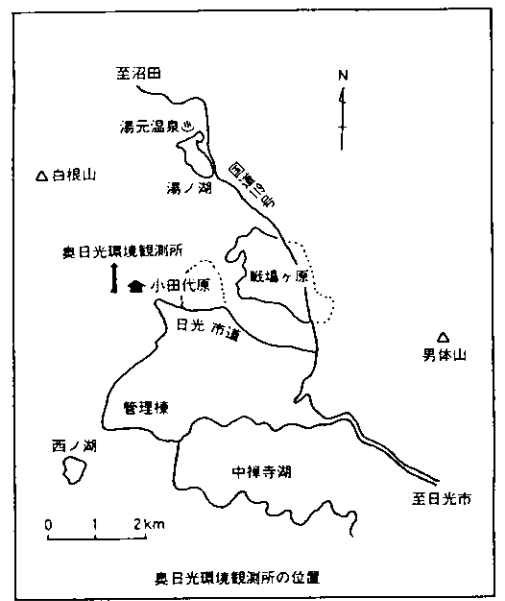 至沼田
N
湯元温泉♨
白根山
湯ノ湖
国道120号
奥日光環境観測所
戦場ヶ原
小田代原
日光市道
男体山
管理棟
西ノ湖
中禅寺湖
至日光市
0 1 2km
奥日光環境観測所の位置